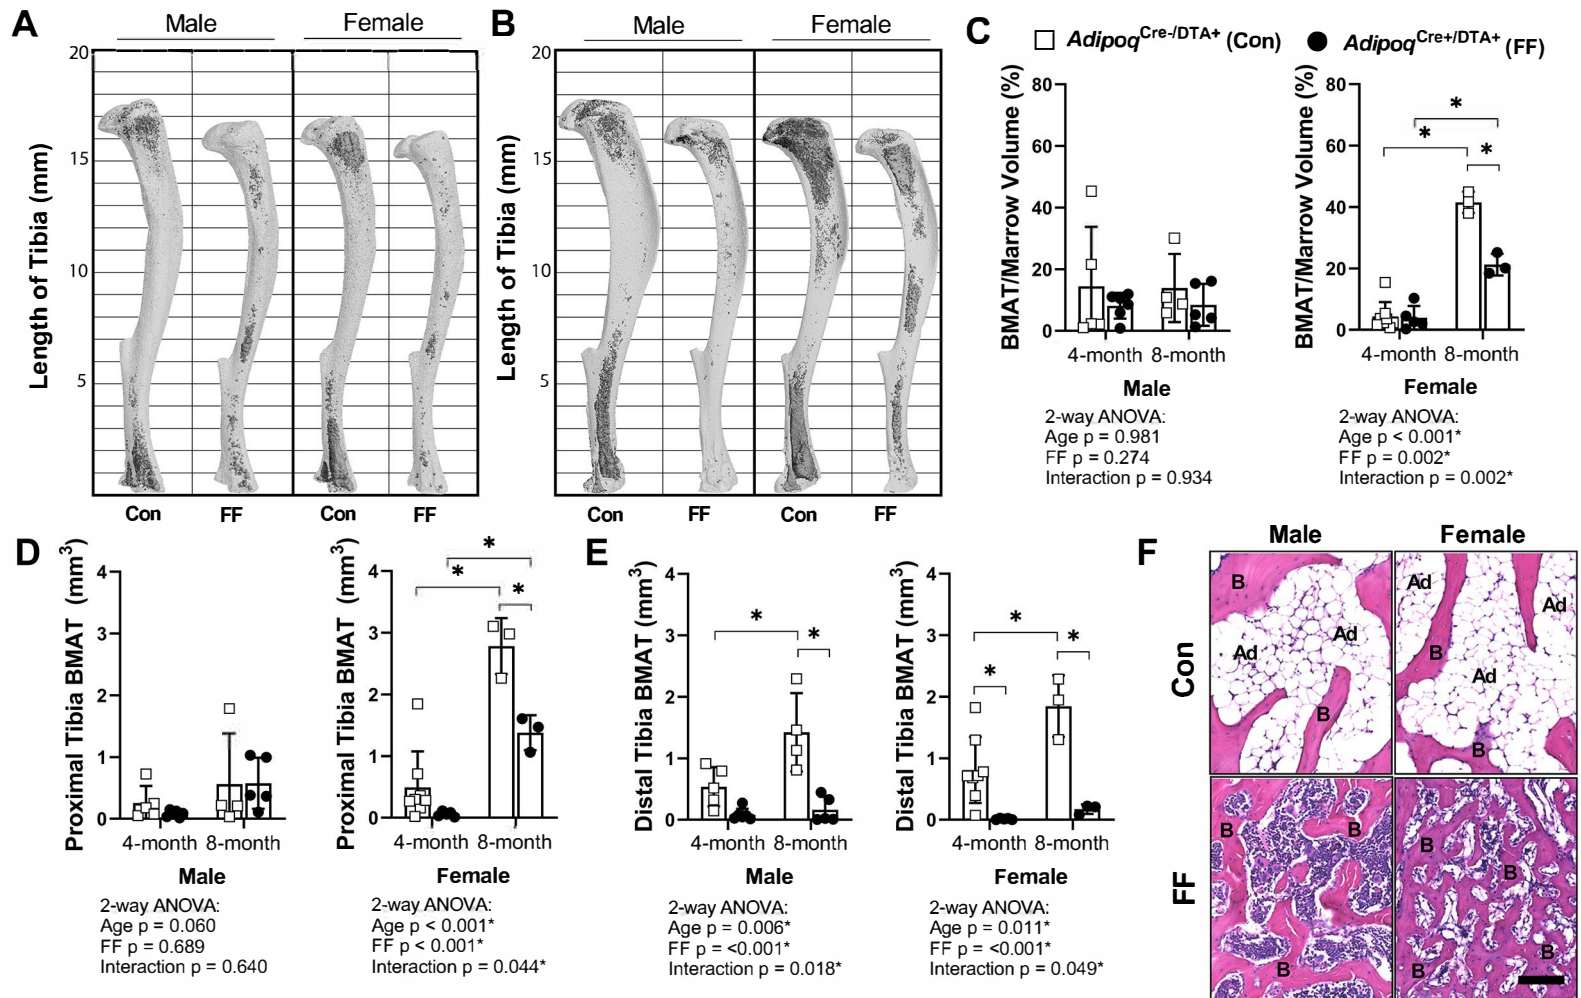 A
Male
Female
Length of Tibia (mm)
20
15
10
5
Con
FF
Con
FF
B
Male
Female
Length of Tibia (mm)
20
15
10
5
Con
FF
Con
FF
C
Adipoq^Cre-/DTA+ (Con)
Adipoq^Cre+/DTA+ (FF)
BMAT/Marrow Volume (%)
80
60
40
20
0
4-month 8-month
Male
2-way ANOVA:
Age p = 0.981
FF p = 0.274
Interaction p = 0.934
BMAT/Marrow Volume (%)
80
60
40
20
0
*
*
*
4-month 8-month
Female
2-way ANOVA:
Age p < 0.001*
FF p = 0.002*
Interaction p = 0.002*
D
Proximal Tibia BMAT (mm³)
4
3
2
1
0
4-month 8-month
Male
2-way ANOVA:
Age p = 0.060
FF p = 0.689
Interaction p = 0.640
Proximal Tibia BMAT (mm³)
4
3
2
1
0
*
*
*
4-month 8-month
Female
2-way ANOVA:
Age p < 0.001*
FF p < 0.001*
Interaction p = 0.044*
E
Distal Tibia BMAT (mm³)
4
3
2
1
0
*
*
4-month 8-month
Male
2-way ANOVA:
Age p = 0.006*
FF p = <0.001*
Interaction p = 0.018*
Distal Tibia BMAT (mm³)
4
3
2
1
0
*
*
*
4-month 8-month
Female
2-way ANOVA:
Age p = 0.011*
FF p = <0.001*
Interaction p = 0.049*
F
Male
Female
Con
B
Ad
Ad
B
Ad
Ad
B
Ad
B
FF
B
B
B
B
B
B
B